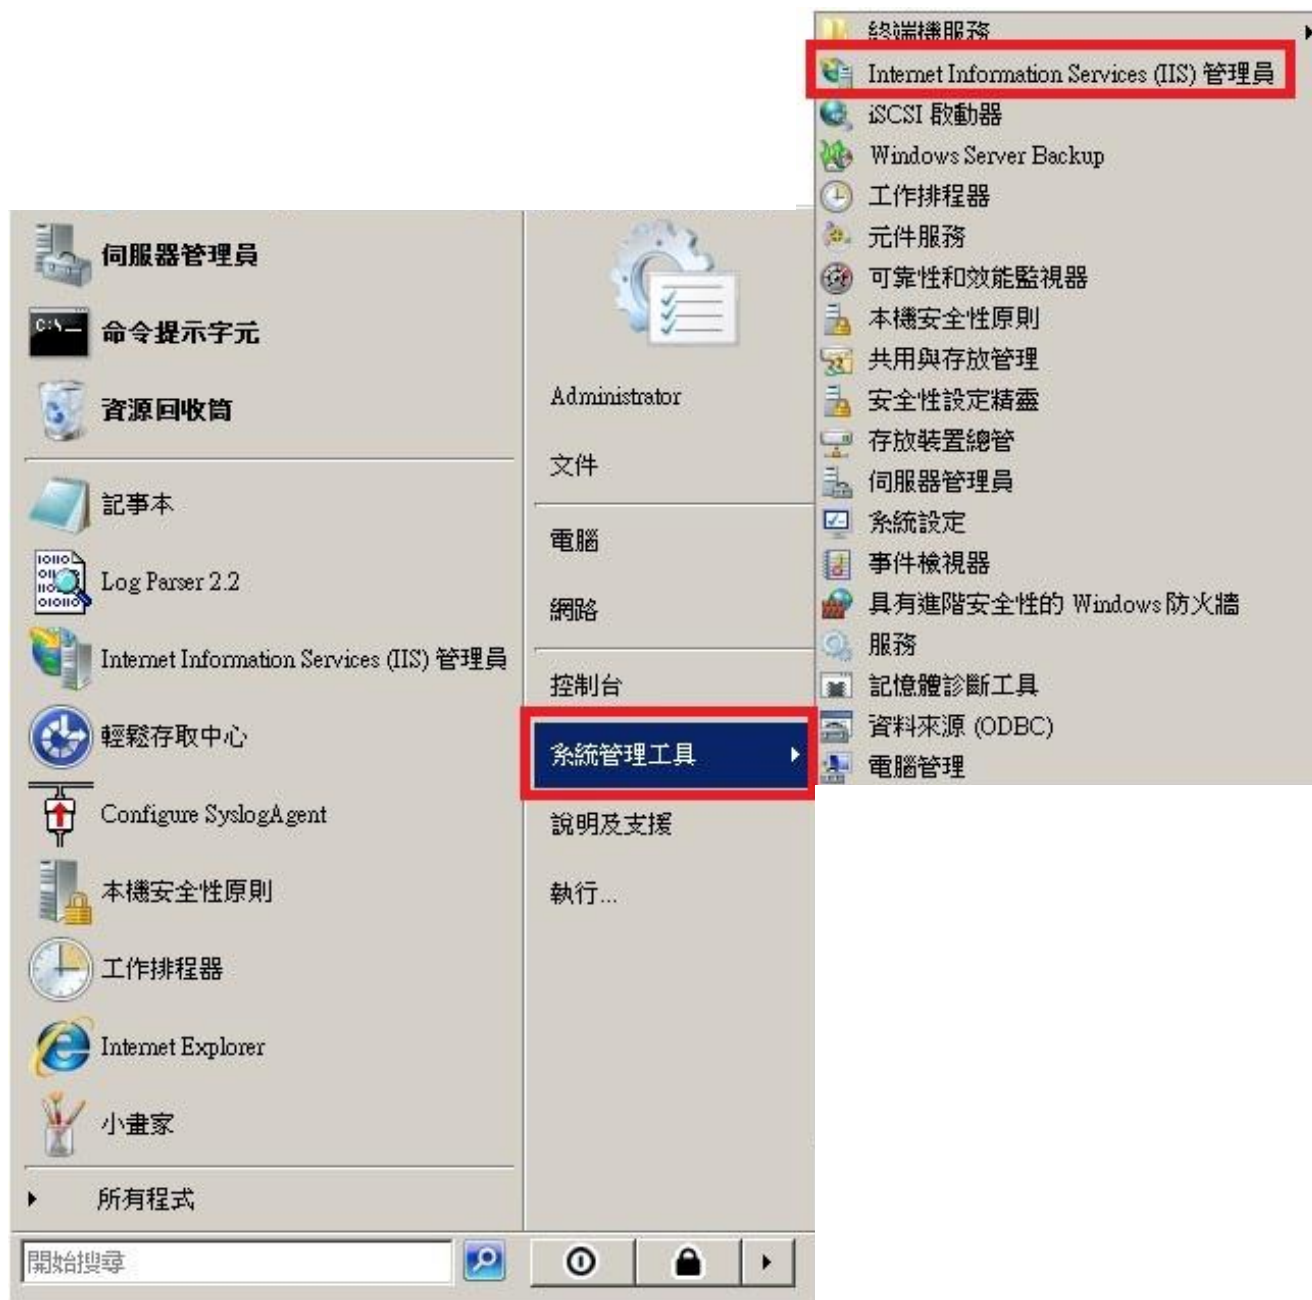 伺服器管理員
命令提示字元
資源回收筒
記事本
Log Parser 2.2
Internet Information Services (IIS) 管理員
輕鬆存取中心
Configure SyslogAgent
本機安全性原則
工作排程器
Internet Explorer
小畫家
所有程式
開始搜尋
Administrator
文件
電腦
網路
控制台
系統管理工具
說明及支援
執行...
終端機服務
Internet Information Services (IIS) 管理員
iSCSI 啟動器
Windows Server Backup
工作排程器
元件服務
可靠性和效能監視器
本機安全性原則
共用與存放管理
安全性設定精靈
存放裝置總管
伺服器管理員
系統設定
事件檢視器
具有進階安全性的 Windows 防火牆
服務
記憶體診斷工具
資料來源 (ODBC)
電腦管理